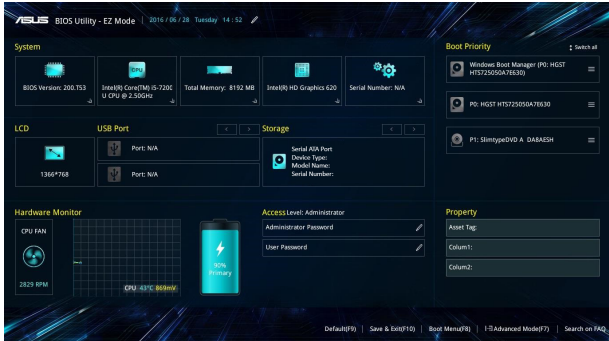 ASUS BIOS Utility - EZ Mode | 2016/06/28 Tuesday 14:52
System
BIOS Version: 200.T53
CPU
Intel(R) Core(TM) i5-7200
U CPU @ 2.50GHz
Total Memory: 8192 MB
Intel(R) HD Graphics 620
Serial Number: N/A
Boot Priority
Switch all
Windows Boot Manager (P0: HGST
HTS725050A7E630)
P0: HGST HTS725050A7E630
P1: SlimtypeDVD A DA8AESH
LCD
1366*768
USB Port
Port: N/A
Port: N/A
Storage
Serial ATA Port
Device Type:
Model Name:
Serial Number:
Hardware Monitor
CPU FAN
2829 RPM
CPU 43°C 869mV
90%
Primary
Access Level: Administrator
Administrator Password
User Password
Property
Asset Tag:
Colum1:
Colum2:
Default(F9) | Save & Exit(F10) | Boot Menu(F8) | Advanced Mode(F7) | Search on FAQ